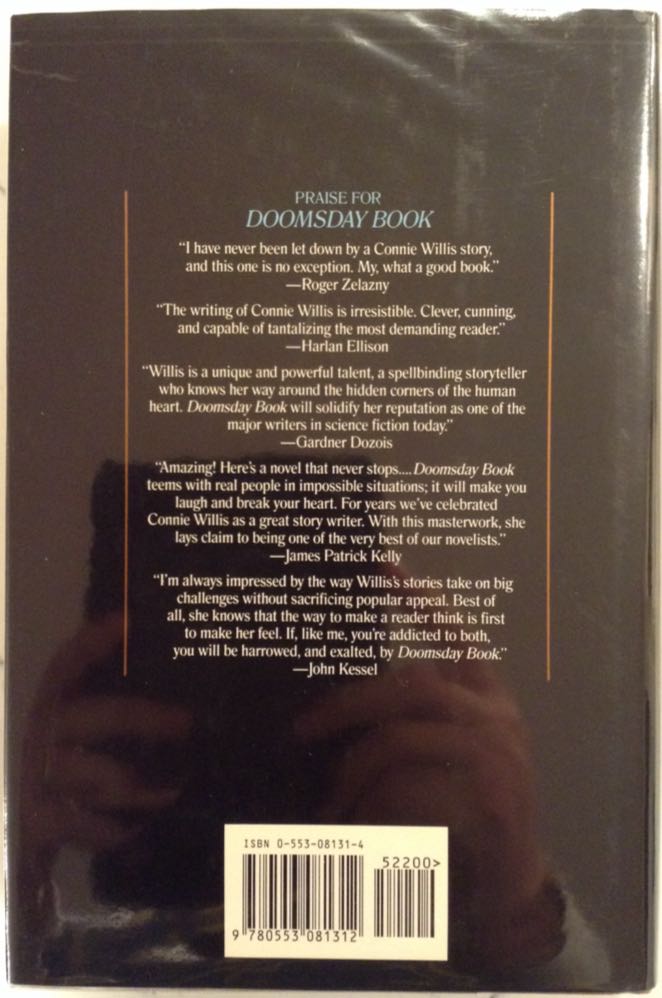 PRAISE FOR
DOOMSDAY BOOK
“I have never been let down by a Connie Willis story,
and this one is no exception. My, what a good book.”
—Roger Zelazny
“The writing of Connie Willis is irresistible. Clever, cunning,
and capable of tantalizing the most demanding reader.”
—Harlan Ellison
“Willis is a unique and powerful talent, a spellbinding storyteller
who knows her way around the hidden corners of the human
heart. Doomsday Book will solidify her reputation as one of the
major writers in science fiction today.”
—Gardner Dozois
“Amazing! Here's a novel that never stops.... Doomsday Book
teems with real people in impossible situations; it will make you
laugh and break your heart. For years we've celebrated
Connie Willis as a great story writer. With this masterwork, she
lays claim to being one of the very best of our novelists.”
—James Patrick Kelly
“I'm always impressed by the way Willis's stories take on big
challenges without sacrificing popular appeal. Best of
all, she knows that the way to make a reader think is first
to make her feel. If, like me, you're addicted to both,
you will be harrowed, and exalted, by Doomsday Book.”
—John Kessel
ISBN 0-553-08131-4
52200>
9 780553 081312